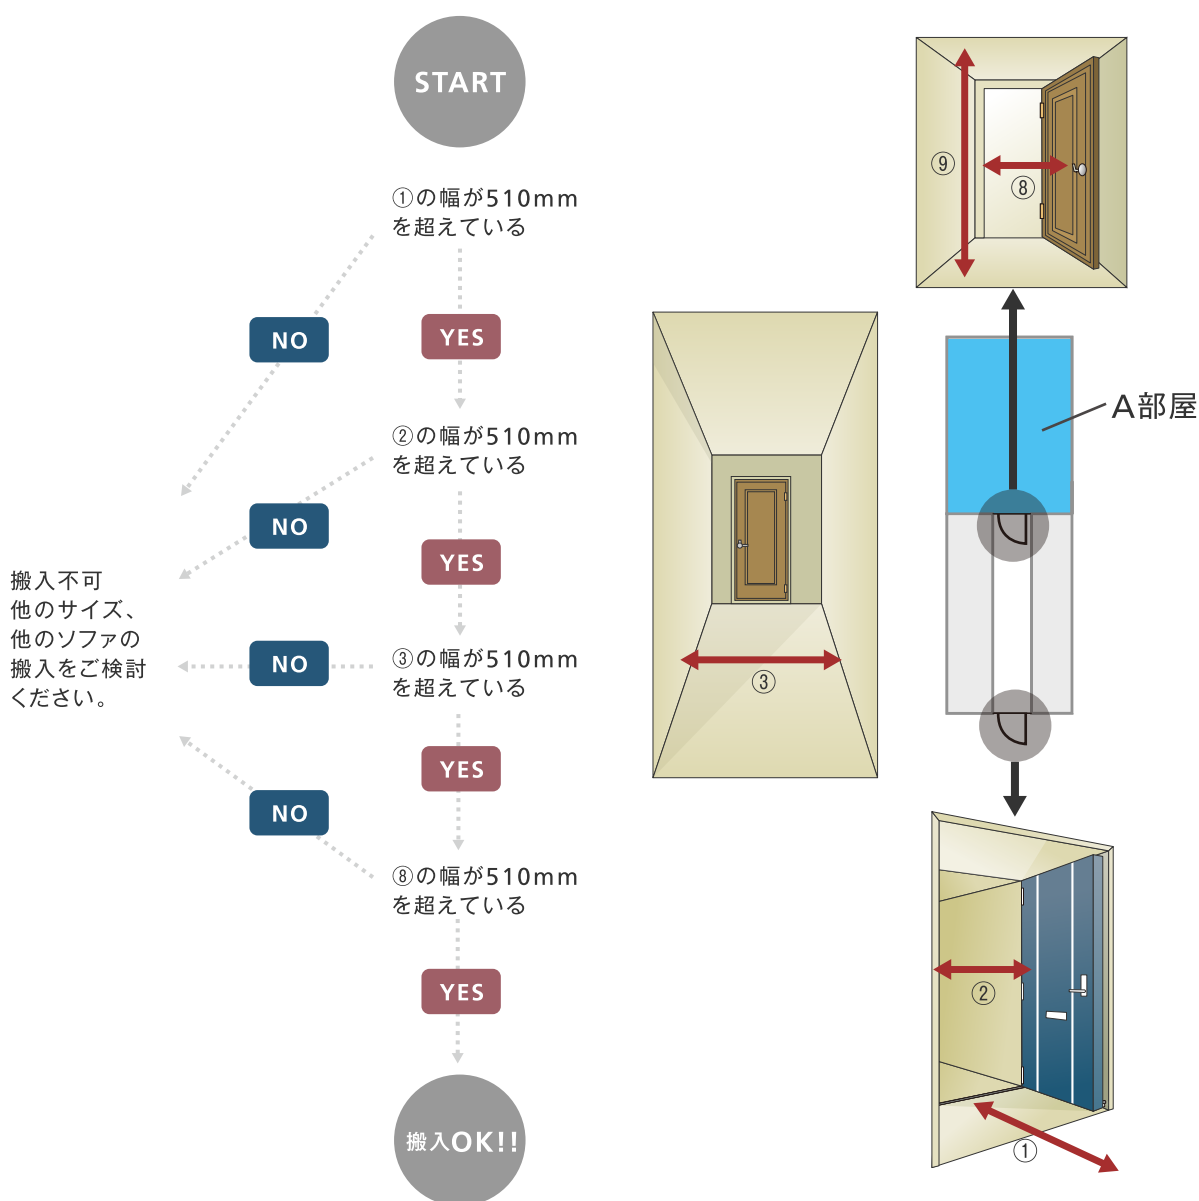 START
①の幅が510mm
を超えている
NO
YES
②の幅が510mm
を超えている
NO
YES
搬入不可
他のサイズ、
他のソファの
搬入をご検討
ください。
③の幅が510mm
を超えている
NO
YES
⑧の幅が510mm
を超えている
NO
YES
搬入OK!!
⑨
⑧
A部屋
③
②
①